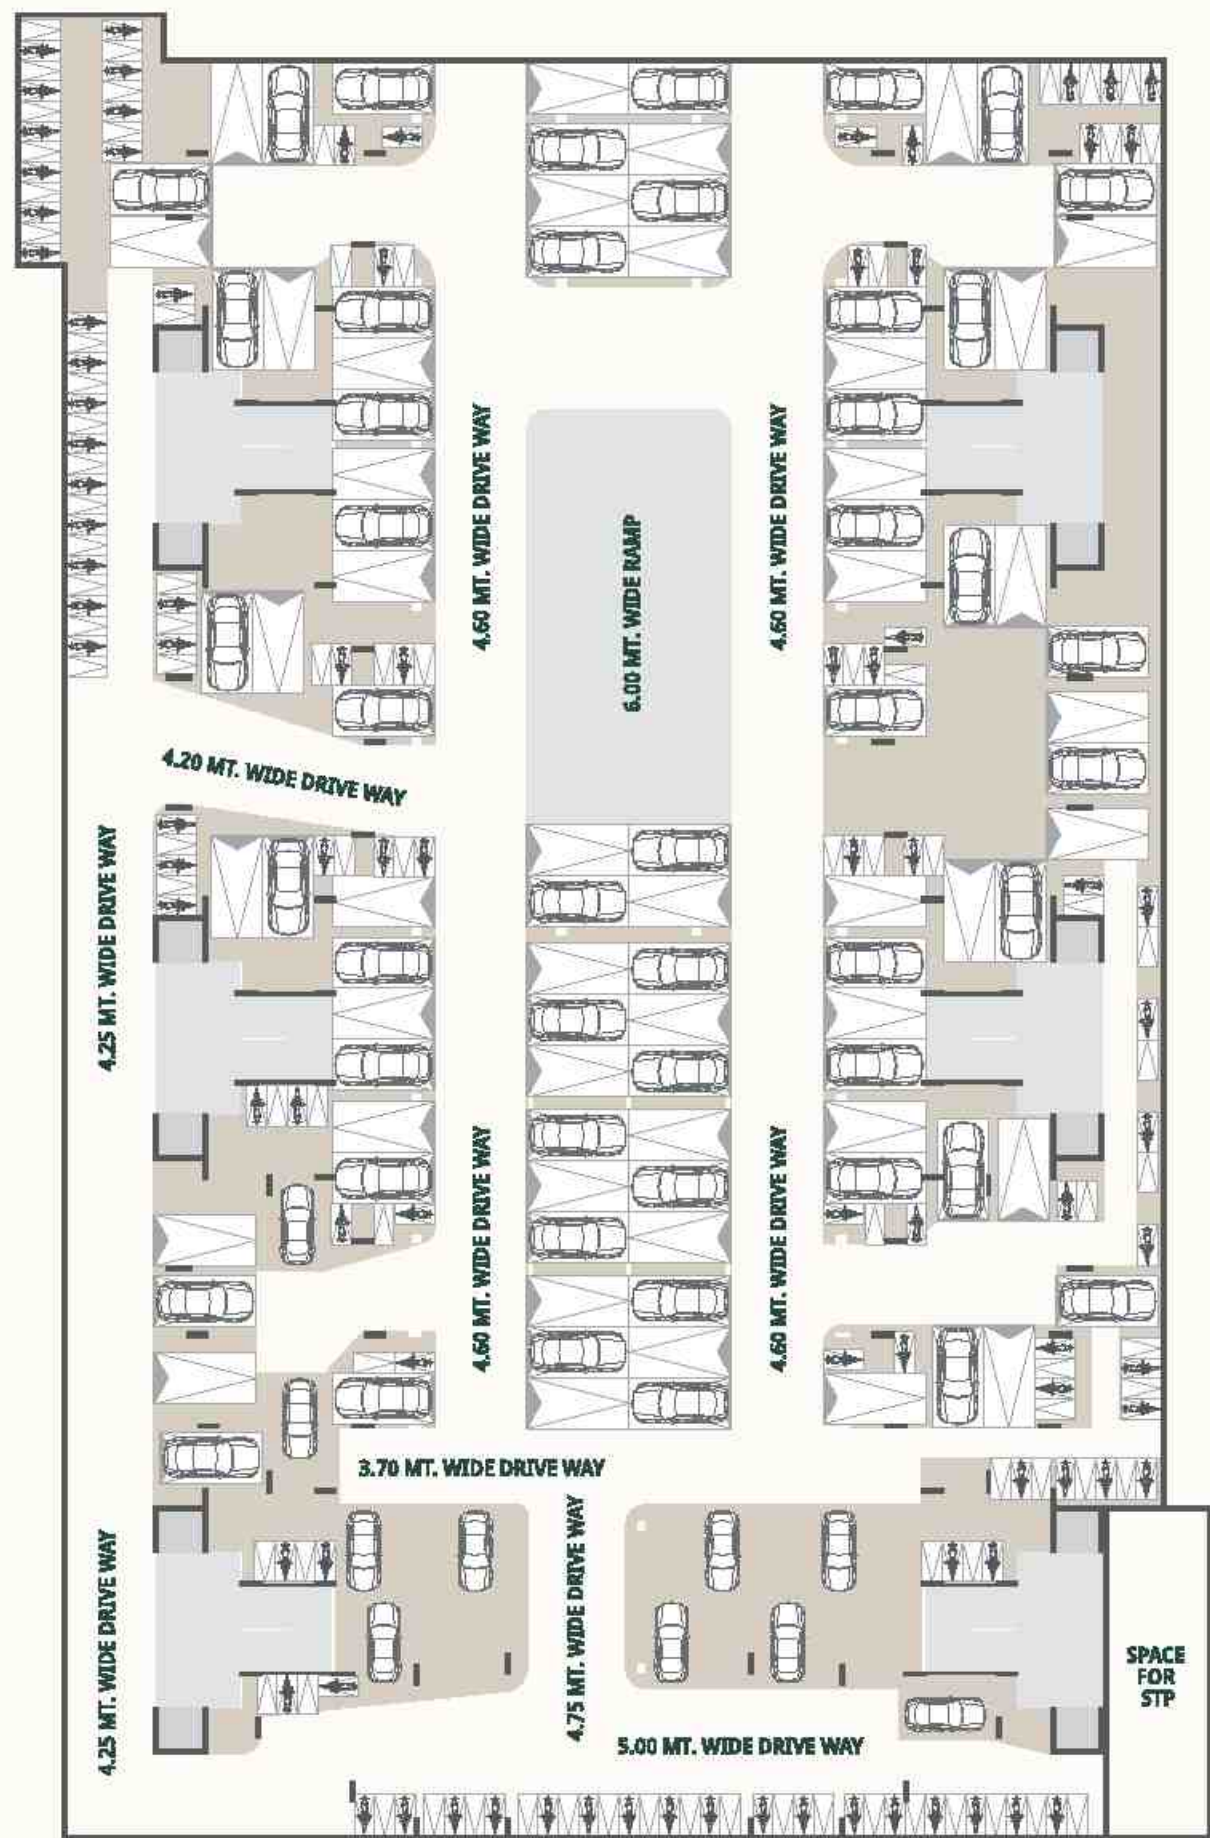 4.60 MT. WIDE DRIVE WAY
6.00 MT. WIDE RAMP
4.60 MT. WIDE DRIVE WAY
4.20 MT. WIDE DRIVE WAY
4.25 MT. WIDE DRIVE WAY
4.60 MT. WIDE DRIVE WAY
4.60 MT. WIDE DRIVE WAY
3.70 MT. WIDE DRIVE WAY
4.25 MT. WIDE DRIVE WAY
4.75 MT. WIDE DRIVE WAY
5.00 MT. WIDE DRIVE WAY
SPACE
FOR
STP